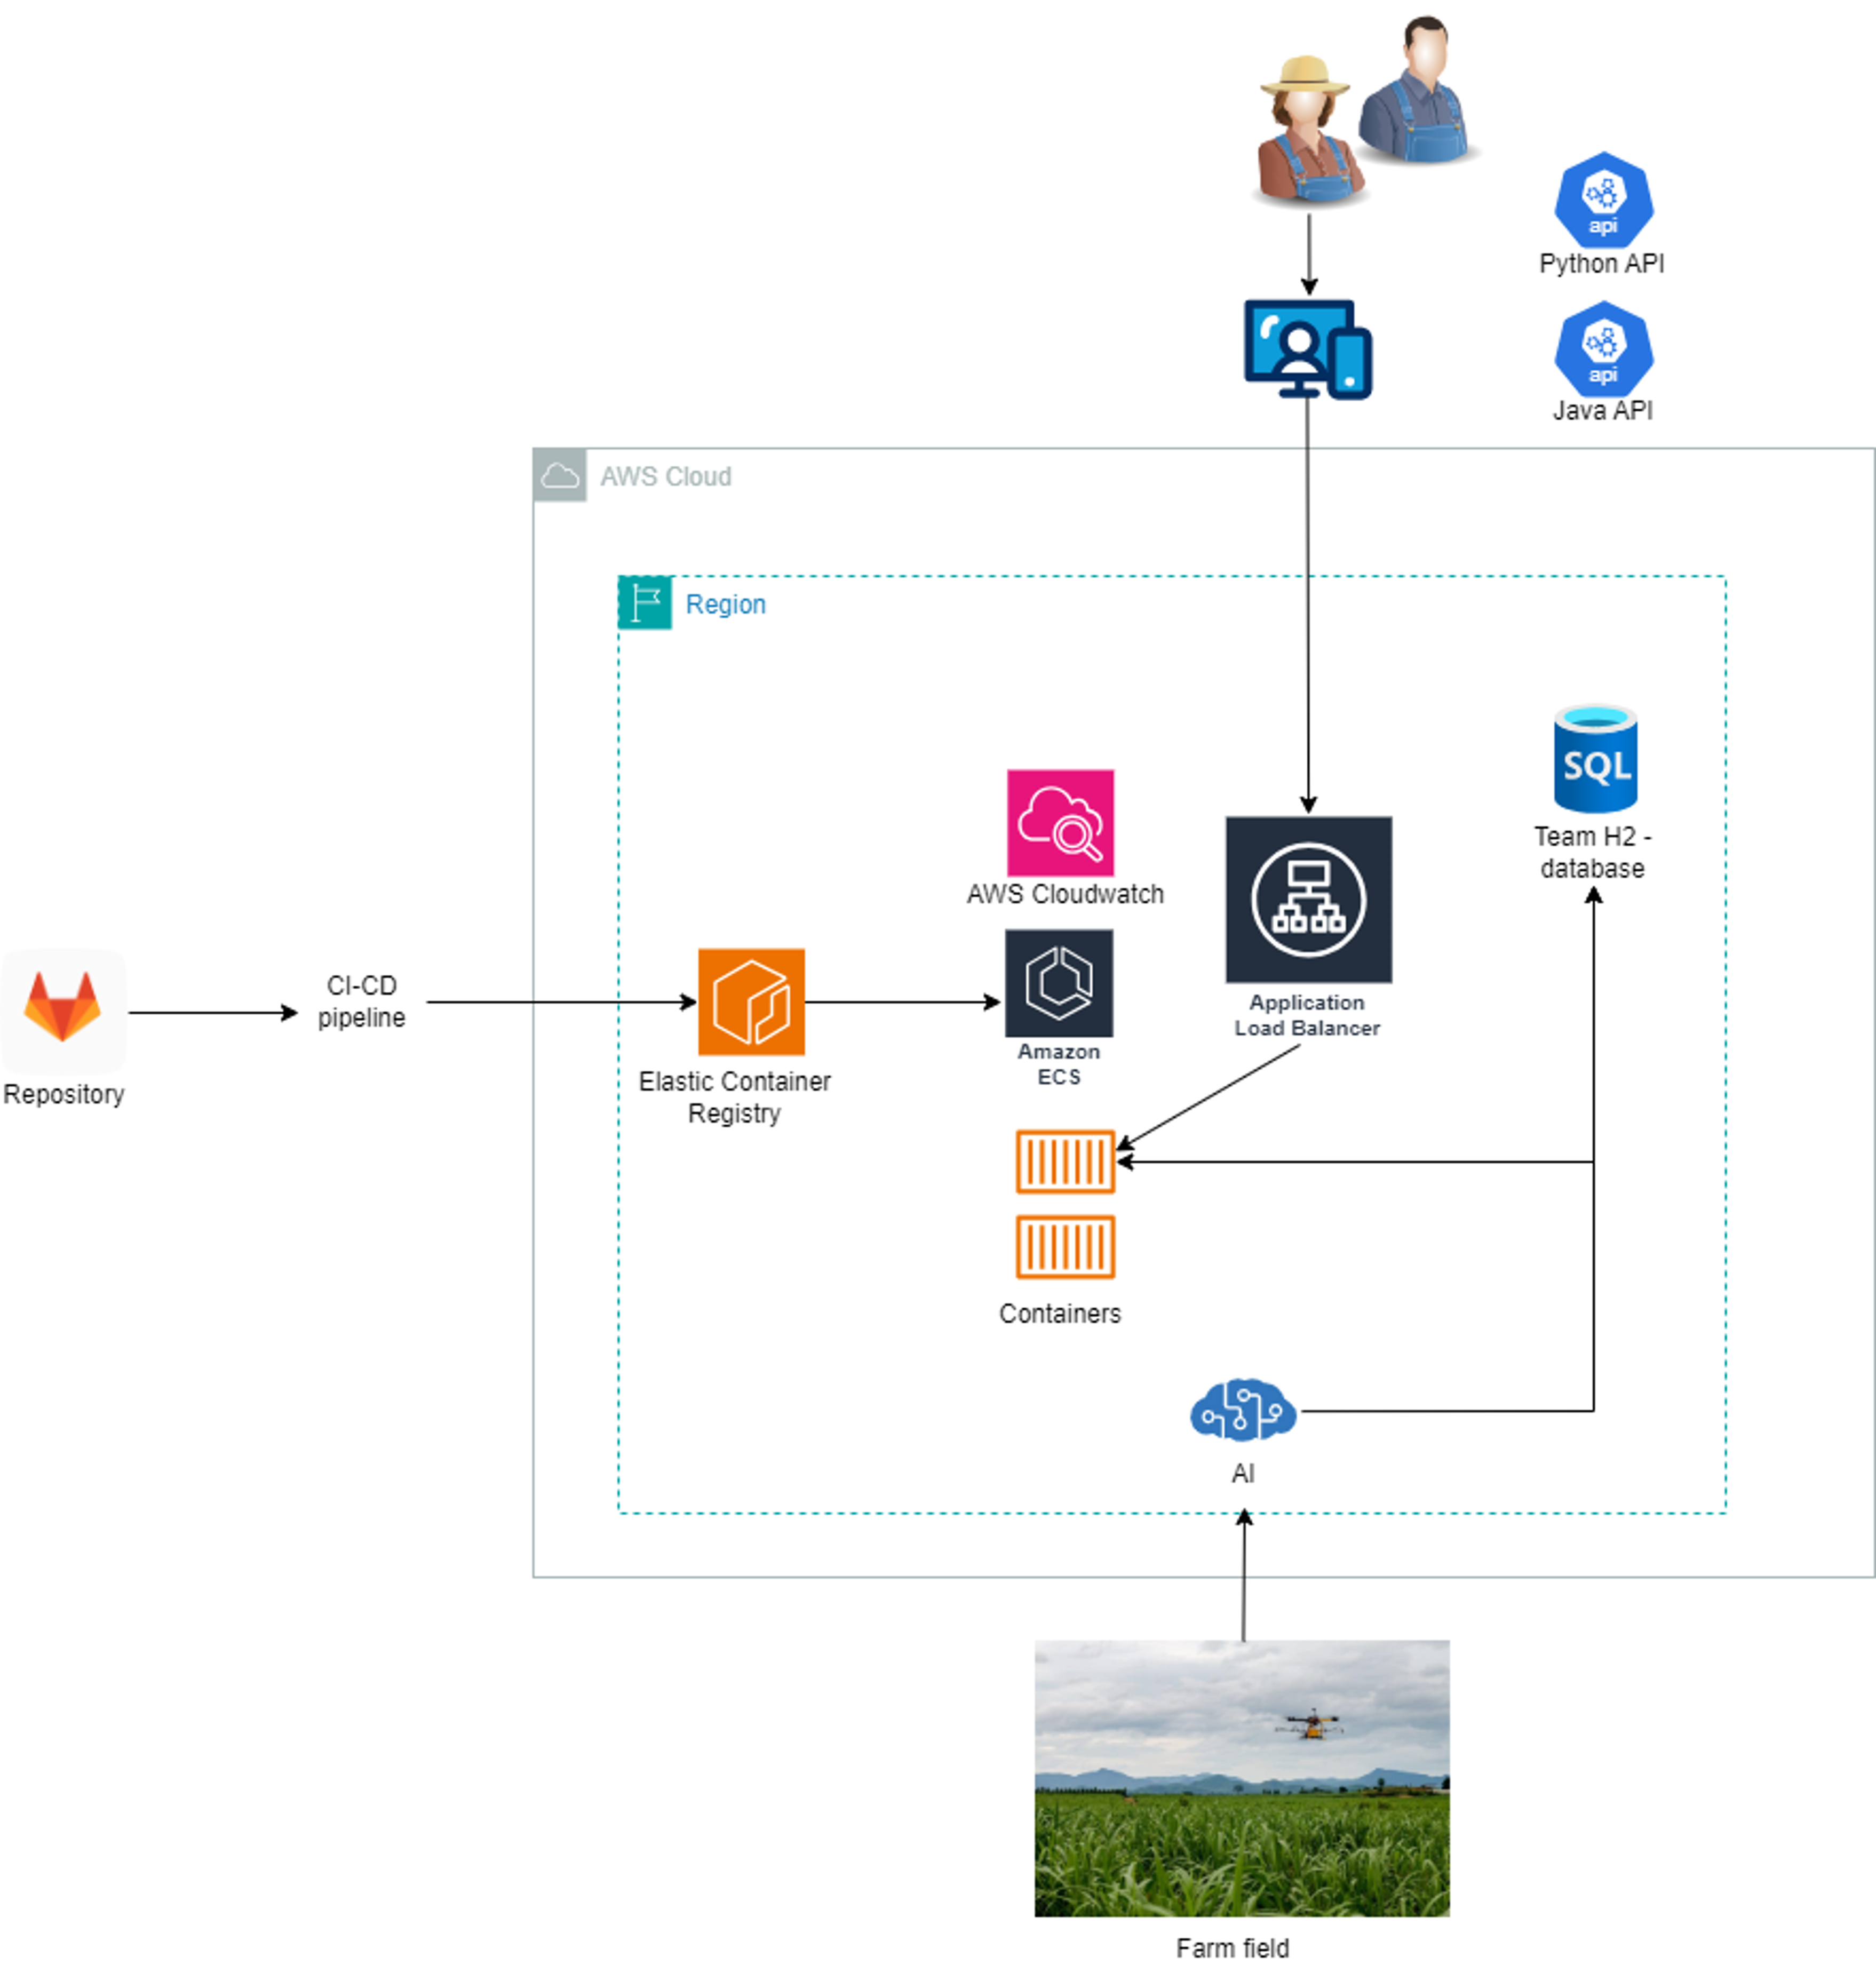 api
Python API
api
Java API
AWS Cloud
Region
SQL
Team H2 -
database
AWS Cloudwatch
Application
Load Balancer
Amazon
ECS
CI-CD
pipeline
Repository
Elastic Container
Registry
Containers
AI
Farm field